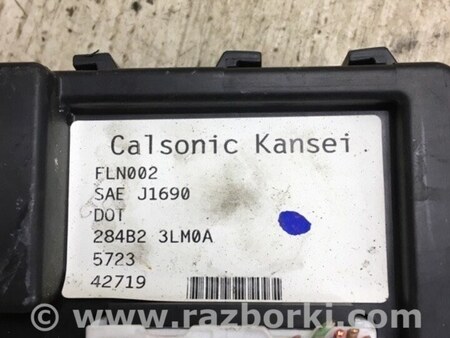 Calsonic Kansei
FLN002
SAE J1690
DOT
284B2 3LM0A
5723
42719
© www.razborki.com